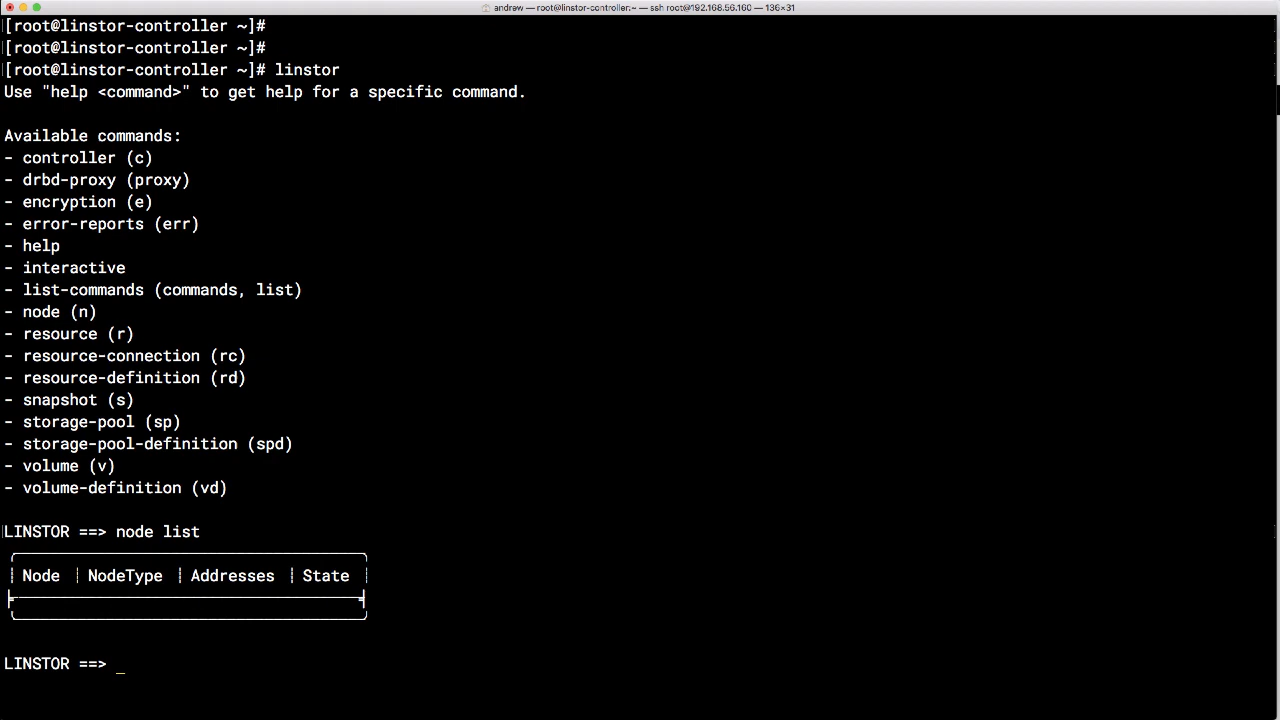 andrew — root@linstor-controller:~ — ssh root@192.168.56.160 — 136×31
[root@linstor-controller ~]#
[root@linstor-controller ~]#
[root@linstor-controller ~]# linstor
Use "help <command>" to get help for a specific command.
Available commands:
- controller (c)
- drbd-proxy (proxy)
- encryption (e)
- error-reports (err)
- help
- interactive
- list-commands (commands, list)
- node (n)
- resource (r)
- resource-connection (rc)
- resource-definition (rd)
- snapshot (s)
- storage-pool (sp)
- storage-pool-definition (spd)
- volume (v)
- volume-definition (vd)
LINSTOR ==> node list
Node ┊ NodeType ┊ Addresses ┊ State
LINSTOR ==> _